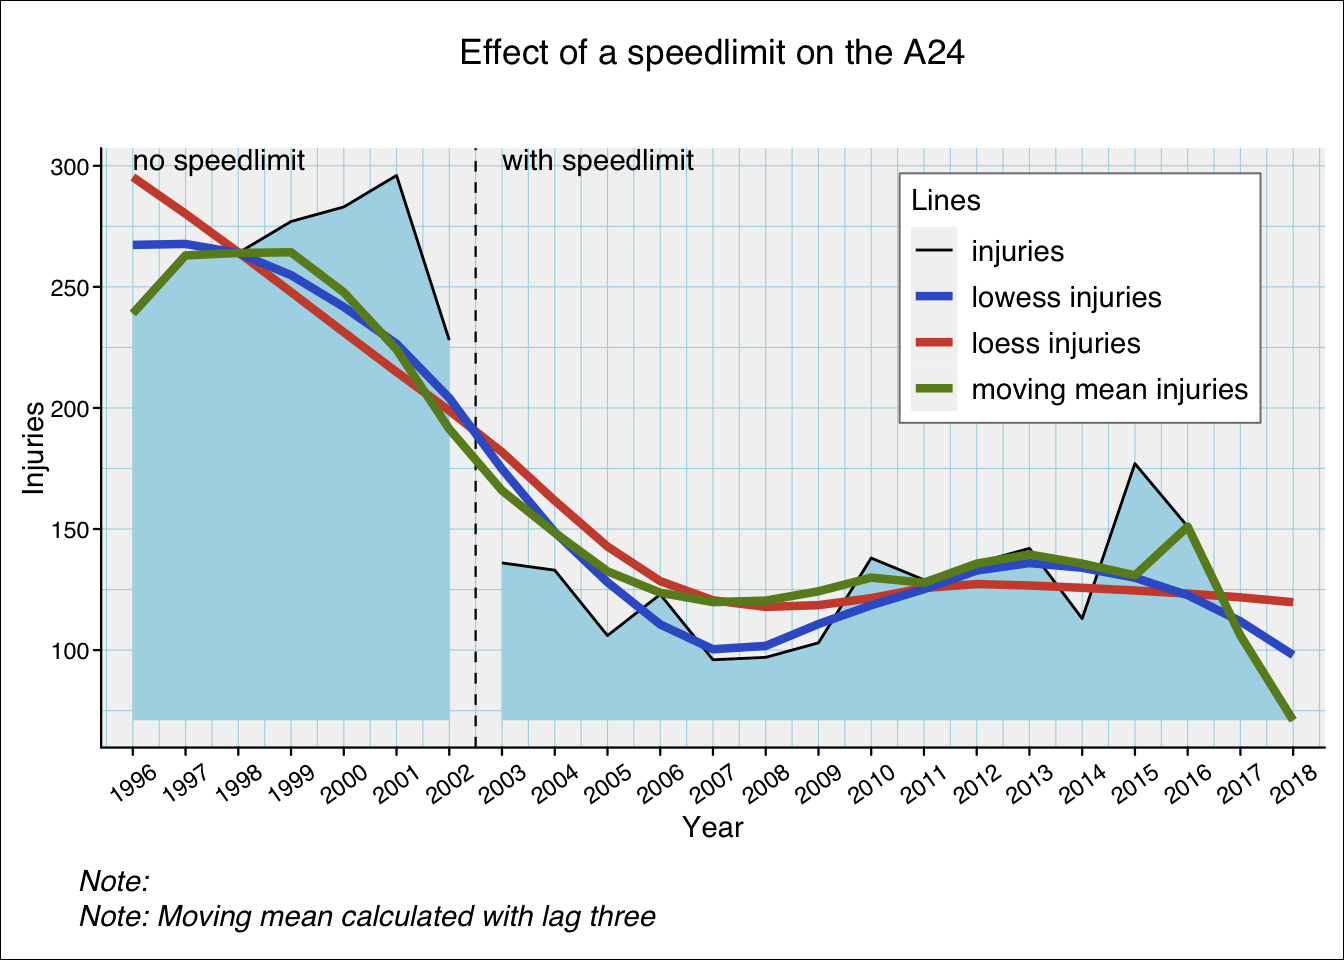 Effect of a speedlimit on the A24
no speedlimit
with speedlimit
Lines
injuries
lowess injuries
loess injuries
moving mean injuries
Injuries
300
250
200
150
100
1996 1997 1998 1999 2000 2001 2002 2003 2004 2005 2006 2007 2008 2009 2010 2011 2012 2013 2014 2015 2016 2017 2018
Year
Note:
Note: Moving mean calculated with lag three